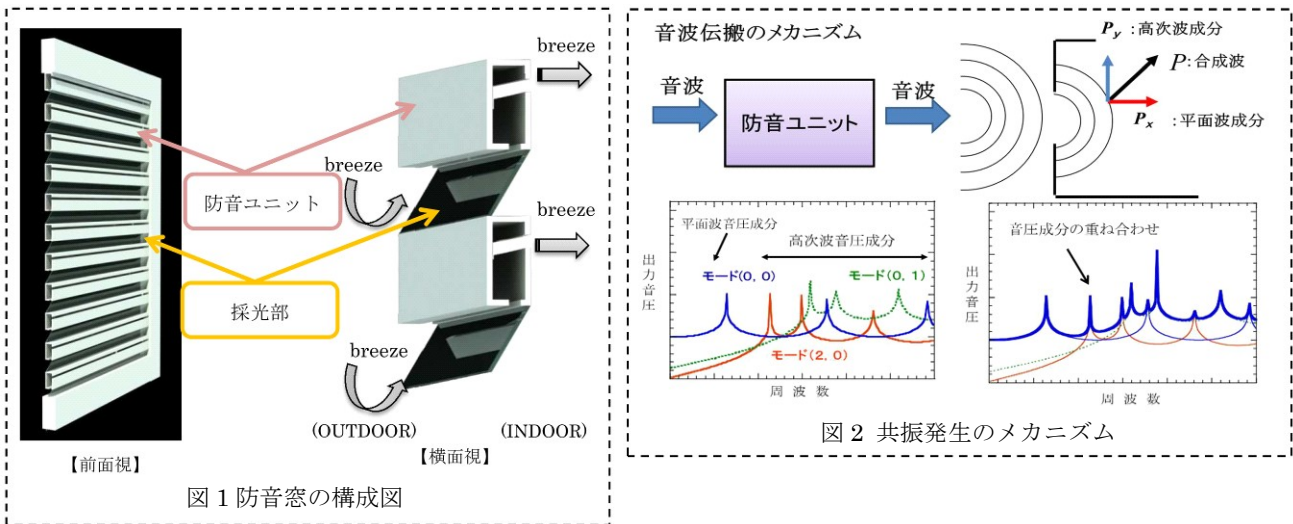 breeze
breeze
防音ユニット
breeze
採光部
breeze
(OUTDOOR)
(INDOOR)
【前面視】
【横面視】
図1防音窓の構成図
音波伝搬のメカニズム
音波
防音ユニット
音波
Py :高次波成分
P:合成波
Px :平面波成分
平面波音圧成分
高次波音圧成分
出力音圧
モード(0, 0)
モード(0, 1)
モード(2, 0)
周波数
音圧成分の重ね合わせ
出力音圧
周波数
図2 共振発生のメカニズム